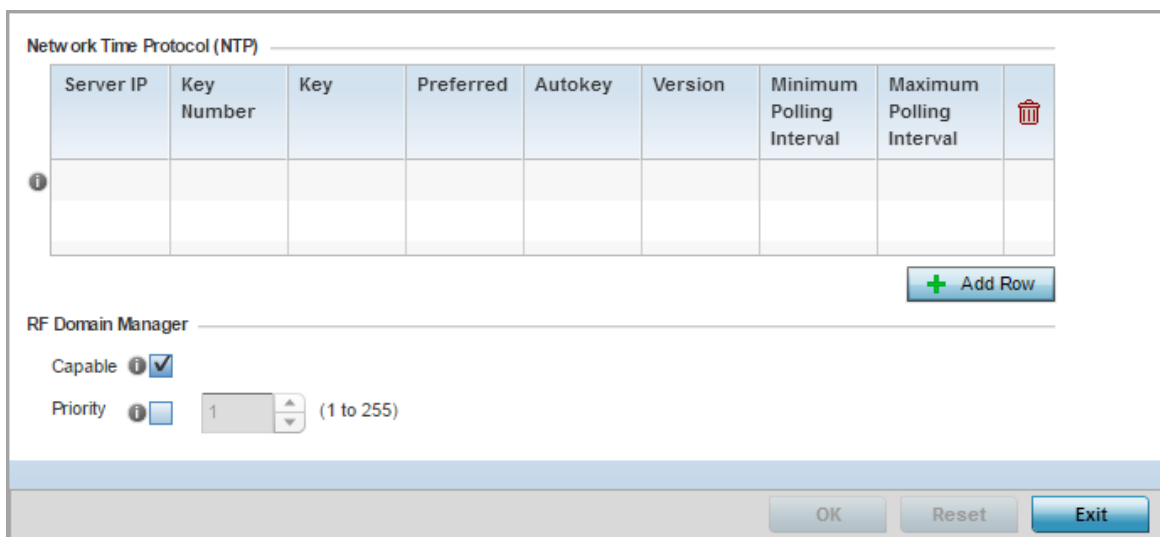 Network Time Protocol (NTP)
Server IP
Key Number
Key
Preferred
Autokey
Version
Minimum Polling Interval
Maximum Polling Interval
Add Row
RF Domain Manager
Capable
Priority
1
(1 to 255)
OK
Reset
Exit